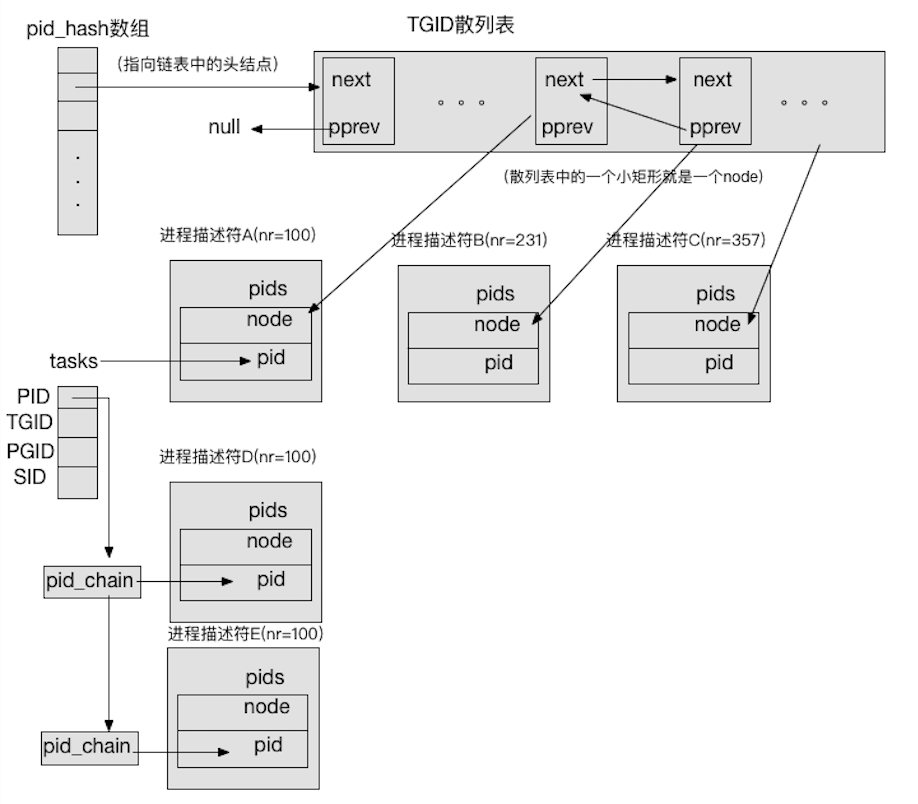 pid_hash数组
TGID散列表
(指向链表中的头结点)
next
next
next
。。。
。。。
null
pprev
pprev
pprev
(散列表中的一个小矩形就是一个node)
进程描述符A(nr=100)
进程描述符B(nr=231)
进程描述符C(nr=357)
pids
node
pid
pids
node
pid
pids
node
pid
tasks
PID
TGID
PGID
SID
进程描述符D(nr=100)
pids
node
pid
pid_chain
进程描述符E(nr=100)
pids
node
pid
pid_chain